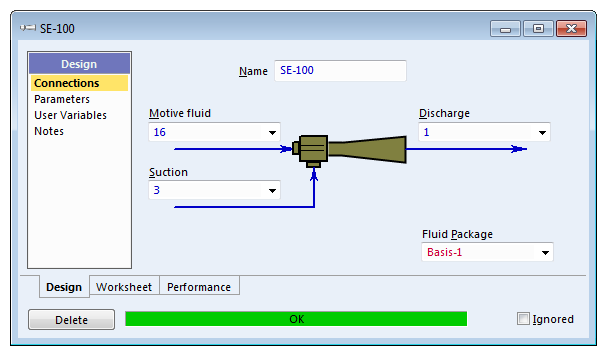 SE-100
Design
Connections
Parameters
User Variables
Notes
Name SE-100
Motive fluid
16
Discharge
1
Suction
3
Fluid Package
Basis-1
Design Worksheet Performance
Delete OK Ignored